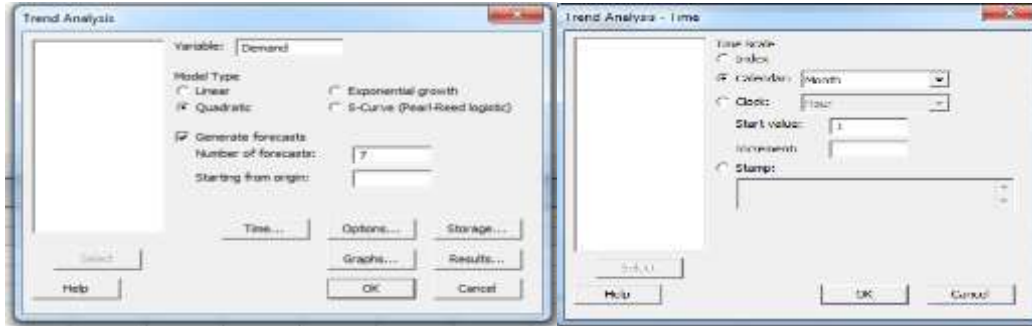 Trend Analysis
Variable: Demand
Model Type
Linear
Exponential growth
Quadratic
S-Curve (Pearl-Reed logistic)
Generate forecasts
Number of forecasts: 7
Starting from origin:
Time...
Options...
Storage...
Select
Graphs...
Results...
Help
OK
Cancel
Trend Analysis - Time
Time Scale
Index
Calendar: Month
Clock: Hour
Start value: 1
Increment:
Stamp:
Select
Help
OK
Cancel